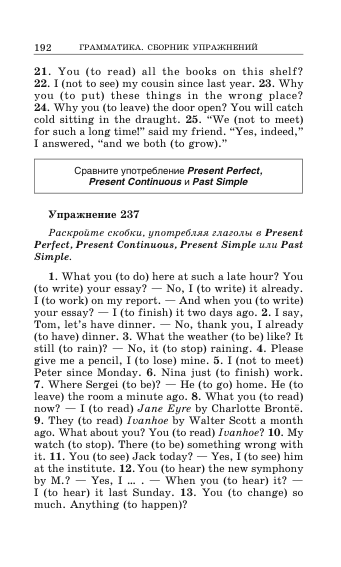 192 ГРАММАТИКА. СБОРНИК УПРАЖНЕНИЙ
21. You (to read) all the books on this shelf?
22. I (not to see) my cousin since last year. 23. Why
you (to put) these things in the wrong place?
24. Why you (to leave) the door open? You will catch
cold sitting in the draught. 25. “We (not to meet)
for such a long time!” said my friend. “Yes, indeed,”
I answered, “and we both (to grow).”
Сравните употребление Present Perfect,
Present Continuous и Past Simple
Упражнение 237
Раскройте скобки, употребляя глаголы в Present
Perfect, Present Continuous, Present Simple или Past
Simple.
1. What you (to do) here at such a late hour? You
(to write) your essay? — No, I (to write) it already.
I (to work) on my report. — And when you (to write)
your essay? — I (to finish) it two days ago. 2. I say,
Tom, let’s have dinner. — No, thank you, I already
(to have) dinner. 3. What the weather (to be) like? It
still (to rain)? — No, it (to stop) raining. 4. Please
give me a pencil, I (to lose) mine. 5. I (not to meet)
Peter since Monday. 6. Nina just (to finish) work.
7. Where Sergei (to be)? — He (to go) home. He (to
leave) the room a minute ago. 8. What you (to read)
now? — I (to read) Jane Eyre by Charlotte Brontë.
9. They (to read) Ivanhoe by Walter Scott a month
ago. What about you? You (to read) Ivanhoe? 10. My
watch (to stop). There (to be) something wrong with
it. 11. You (to see) Jack today? — Yes, I (to see) him
at the institute. 12. You (to hear) the new symphony
by M.? — Yes, I ... . — When you (to hear) it? —
I (to hear) it last Sunday. 13. You (to change) so
much. Anything (to happen)?